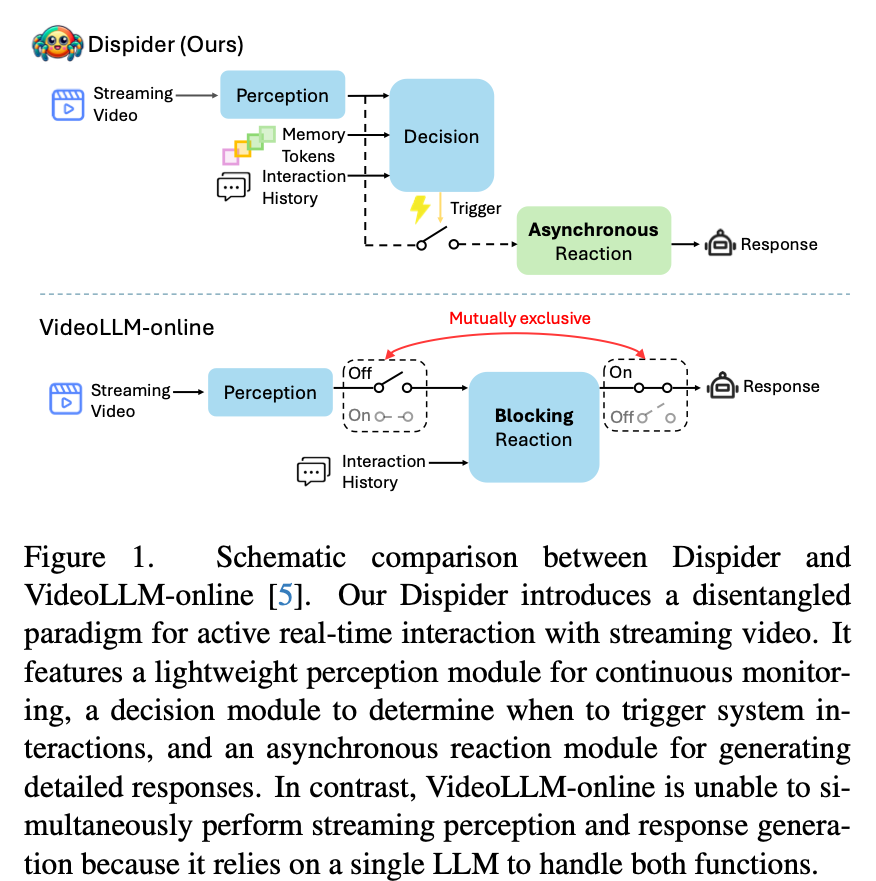 Dispider (Ours)
Streaming
Video
Perception
Memory
Tokens
Interaction
History
Decision
Trigger
Asynchronous
Reaction
Response
VideoLLM-online
Mutually exclusive
Streaming
Video
Perception
Off
On
Interaction
History
Blocking
Reaction
On
Off
Response
Figure 1. Schematic comparison between Dispider and
VideoLLM-online [5]. Our Dispider introduces a disentangled
paradigm for active real-time interaction with streaming video. It
features a lightweight perception module for continuous monitor-
ing, a decision module to determine when to trigger system in-
teractions, and an asynchronous reaction module for generating
detailed responses. In contrast, VideoLLM-online is unable to si-
multaneously perform streaming perception and response genera-
tion because it relies on a single LLM to handle both functions.